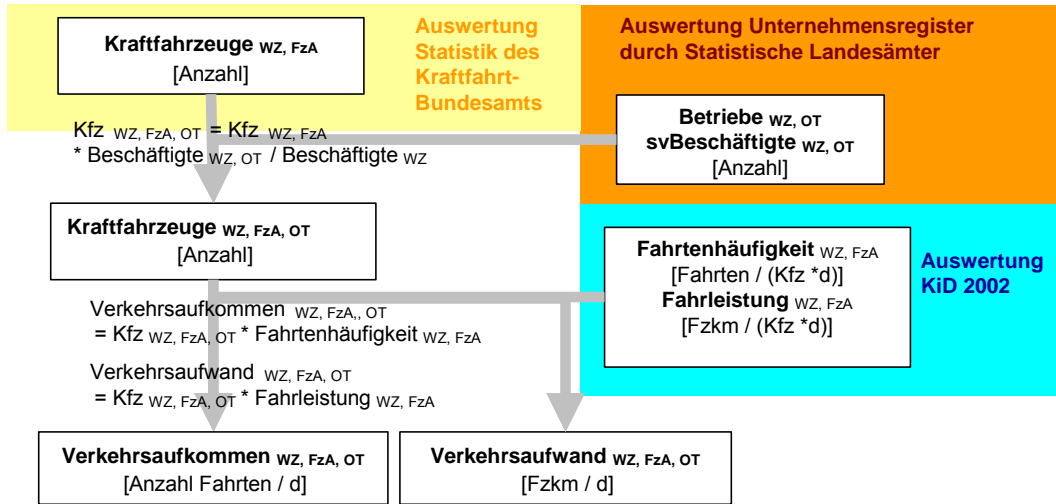 Kraftfahrzeuge WZ, FzA
[Anzahl]
Auswertung
Statistik des
Kraftfahrt-
Bundesamts
Auswertung Unternehmensregister
durch Statistische Landesämter
Kfz WZ, FzA, OT = Kfz WZ, FzA
* Beschäftigte WZ, OT / Beschäftigte WZ
Betriebe WZ, OT
svBeschäftigte WZ, OT
[Anzahl]
Kraftfahrzeuge WZ, FzA, OT
[Anzahl]
Fahrtenhäufigkeit WZ, FzA
[Fahrten / (Kfz *d)]
Fahrleistung WZ, FzA
[Fzkm / (Kfz *d)]
Auswertung
KiD 2002
Verkehrsaufkommen WZ, FzA,, OT
= Kfz WZ, FzA, OT * Fahrtenhäufigkeit WZ, FzA
Verkehrsaufwand WZ, FzA, OT
= Kfz WZ, FzA, OT * Fahrleistung WZ, FzA
Verkehrsaufkommen WZ, FzA, OT
[Anzahl Fahrten / d]
Verkehrsaufwand WZ, FzA, OT
[Fzkm / d]